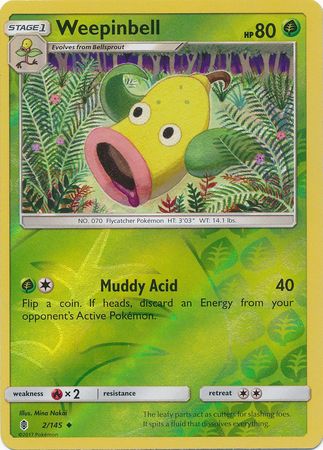 STAGE 1 Weepinbell HP 80
Evolves from Bellsprout
NO. 070 Flycatcher Pokémon HT: 3'03" WT: 14.1 lbs.
Muddy Acid 40
Flip a coin. If heads, discard an Energy from your
opponent's Active Pokémon.
weakness × 2 resistance retreat
Illus. Mina Nakai
2/145
©2017 Pokémon
The leafy parts act as cutters for slashing foes.
It spits a fluid that dissolves everything.